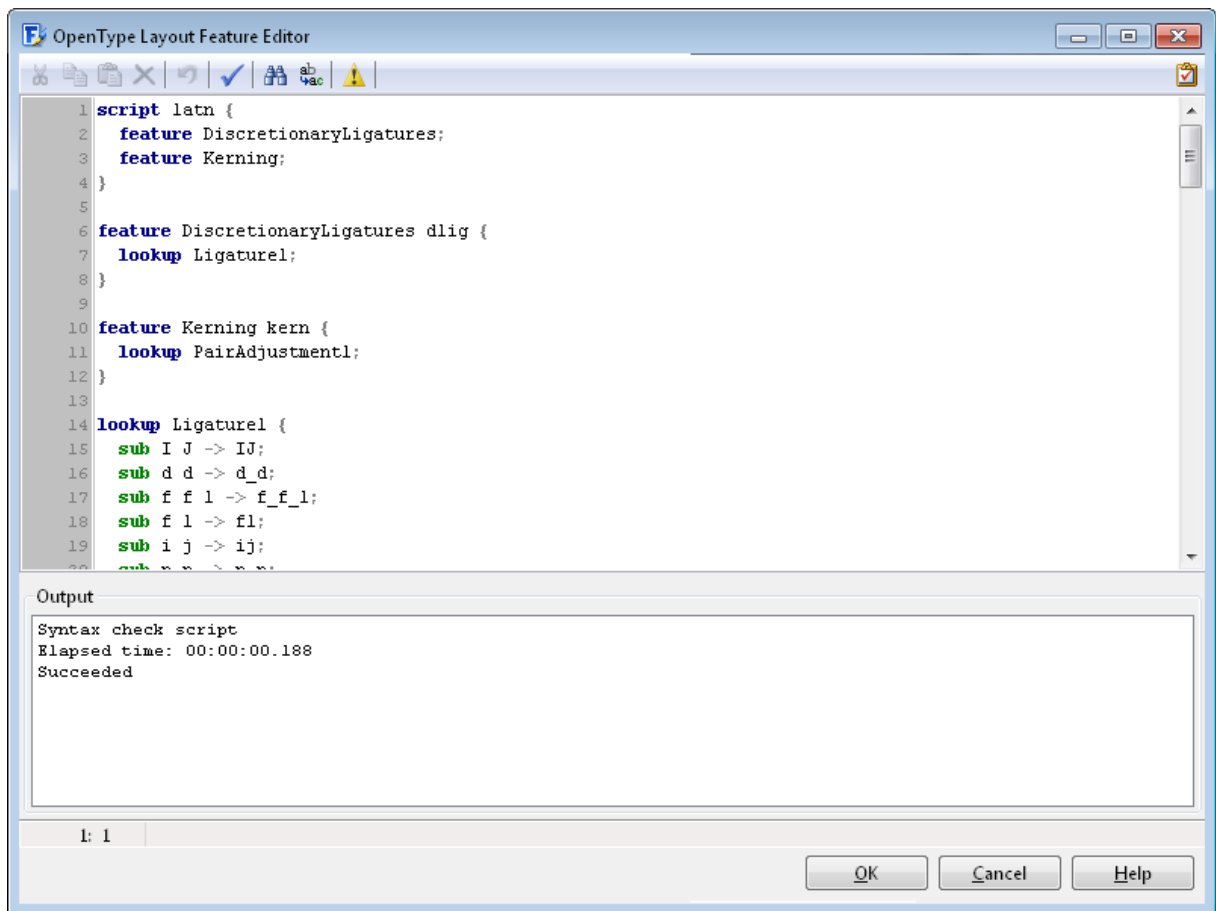 OpenType Layout Feature Editor
1 script latn {
2 feature DiscretionaryLigatures;
3 feature Kerning;
4 }
5
6 feature DiscretionaryLigatures dlig {
7 lookup Ligature1;
8 }
9
10 feature Kerning kern {
11 lookup PairAdjustment1;
12 }
13
14 lookup Ligature1 {
15 sub I J -> IJ;
16 sub d d -> d_d;
17 sub f f l -> f_f_l;
18 sub f l -> fl;
19 sub i j -> ij;
Output
Syntax check script
Elapsed time: 00:00:00.188
Succeeded
1: 1
OK Cancel Help